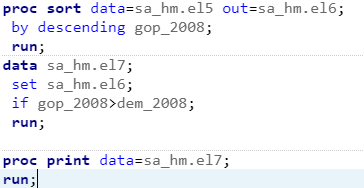 proc sort data=sa_hm.el5 out=sa_hm.el6;
by descending gop_2008;
run;
data sa_hm.el7;
set sa_hm.el6;
if gop_2008>dem_2008;
run;
proc print data=sa_hm.el7;
run;